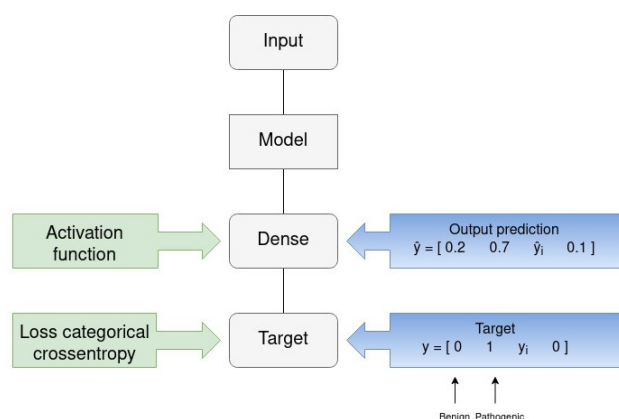 Input
Model
Activation
function
Dense
Output prediction
ŷ = [ 0.2 0.7 ŷi 0.1 ]
Loss categorical
crossentropy
Target
Target
y = [ 0 1 yi 0 ]
Benign Pathogenic